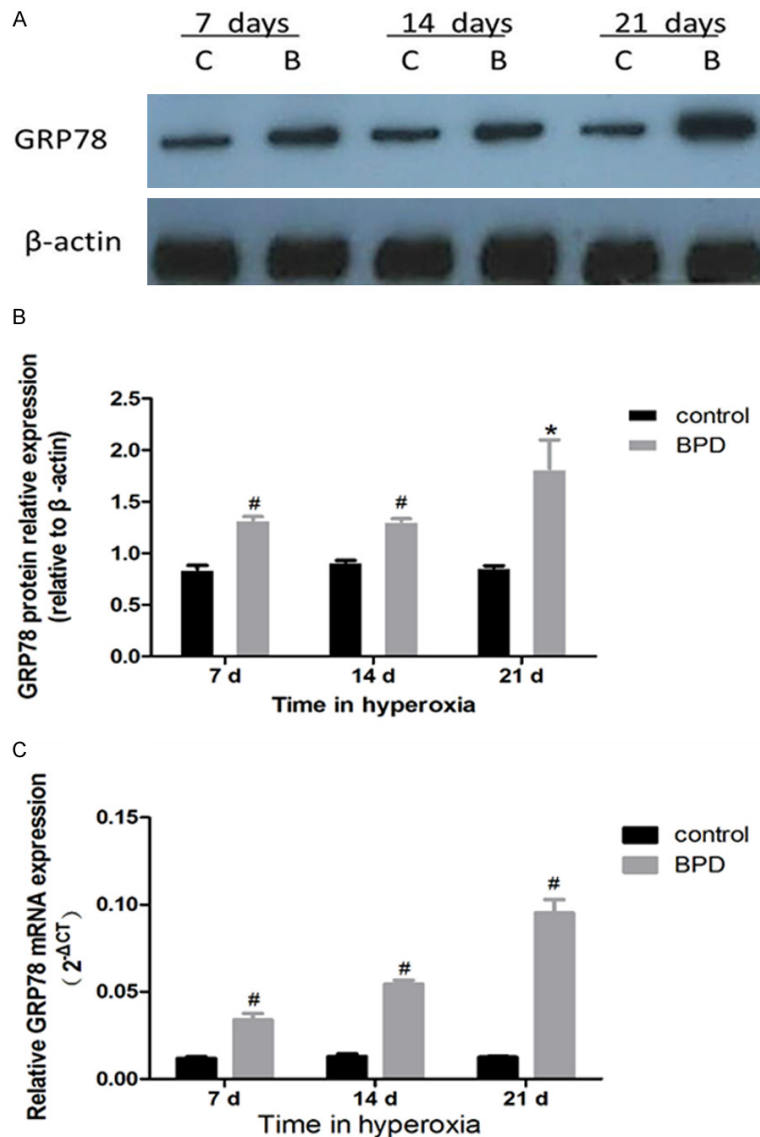 A
7 days 14 days 21 days
C B C B C B
GRP78
β-actin
B
GRP78 protein relative expression
(relative to β -actin)
2.5
2.0
1.5
1.0
0.5
0.0
# # *
control
BPD
7 d 14 d 21 d
Time in hyperoxia
C
Relative GRP78 mRNA expression
( 2-ΔCT )
0.15
0.10
0.05
0.00
# # #
control
BPD
7 d 14 d 21 d
Time in hyperoxia